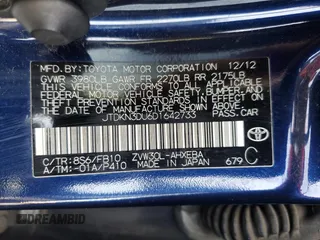 MFD.BY:TOYOTA MOTOR CORPORATION 12/12
GVWR 3980LB GAWR FR 2270LB RR 2175LB
THIS VEHICLE CONFORMS TO ALL APPLICABLE
FEDERAL MOTOR VEHICLE SAFETY, BUMPER, AND
THEFT PREVENTION STANDARDS IN EFFECT ON
THE DATE OF MANUFACTURE SHOWN ABOVE.
JTDKN3DU6D1642733 PASS.CAR
TOYOTA
C/TR:8S6/FB10 ZVW30L-AHXEBA
A/TM:-01A/P410 MADE IN JAPAN 679 C
DREAMBID